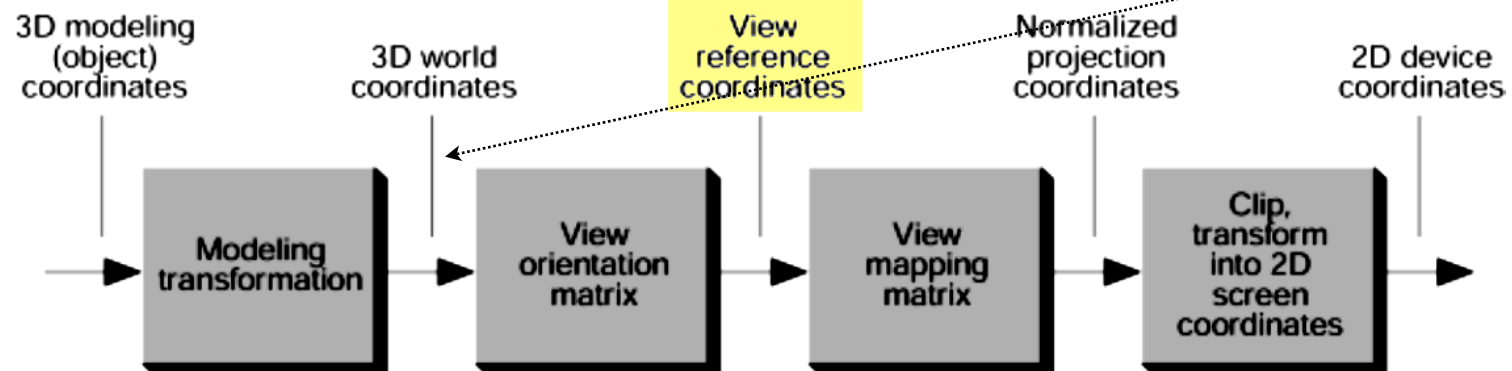 3D modeling
(object)
coordinates
3D world
coordinates
View
reference
coordinates
Normalized
projection
coordinates
2D device
coordinates
Modeling
transformation
View
orientation
matrix
View
mapping
matrix
Clip,
transform
into 2D
screen
coordinates